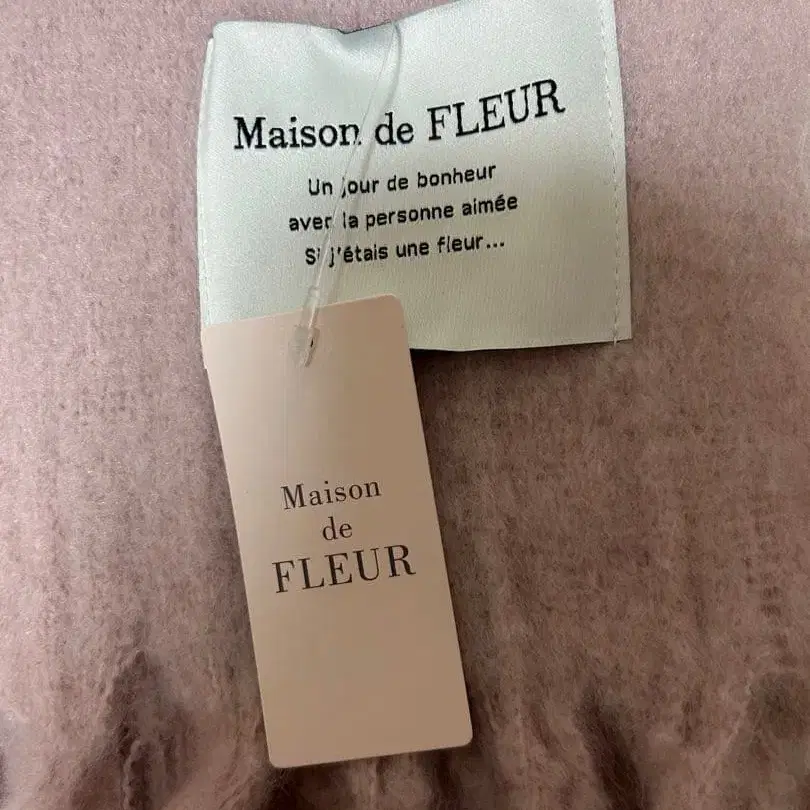 Maison de FLEUR
Un jour de bonheur
avec la personne aimée
Si j'étais une fleur...
Maison
de
FLEUR